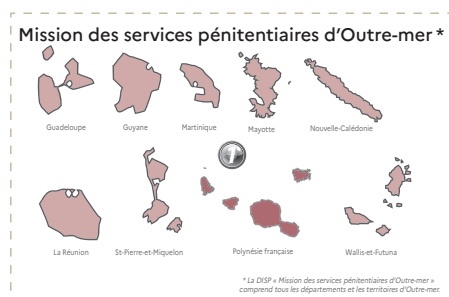 Mission des services pénitentiaires d'Outre-mer *
Guadeloupe
Guyane
Martinique
Mayotte
Nouvelle-Calédonie
La Réunion
St-Pierre-et-Miquelon
Polynésie française
Wallis-et-Futuna
* La DISP « Mission des services pénitentiaires d'Outre-mer »
comprend tous les départements et les territoires d'Outre-mer.